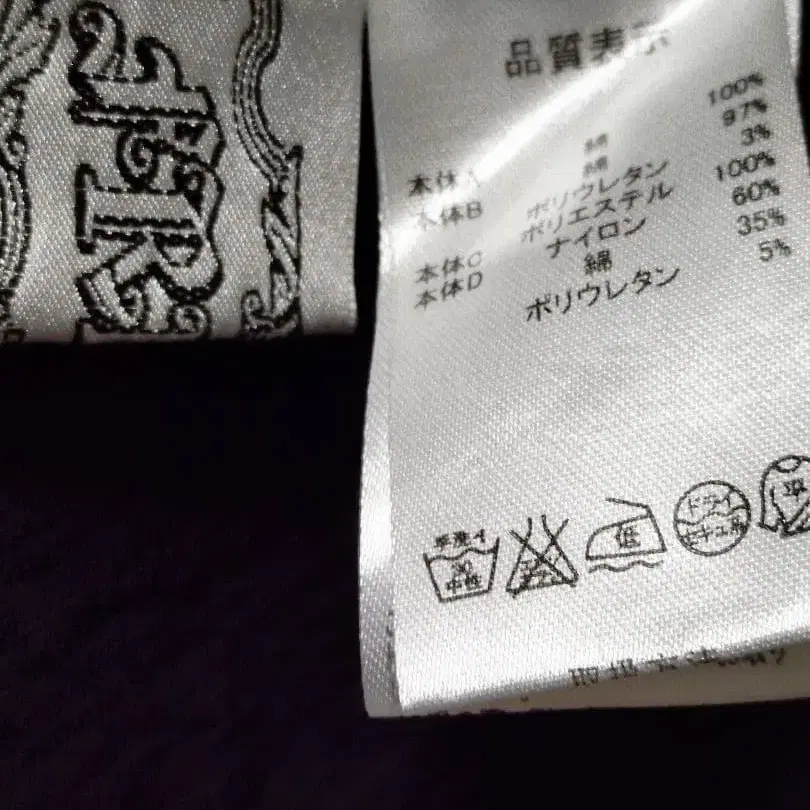 品質表示
本体A 綿 100%
本体B 綿 97%
ポリウレタン 3%
本体C ポリエステル 100%
本体D ナイロン 60%
綿 35%
ポリウレタン 5%
手洗イ
30
中性
低
ドライ
セキユ系
平